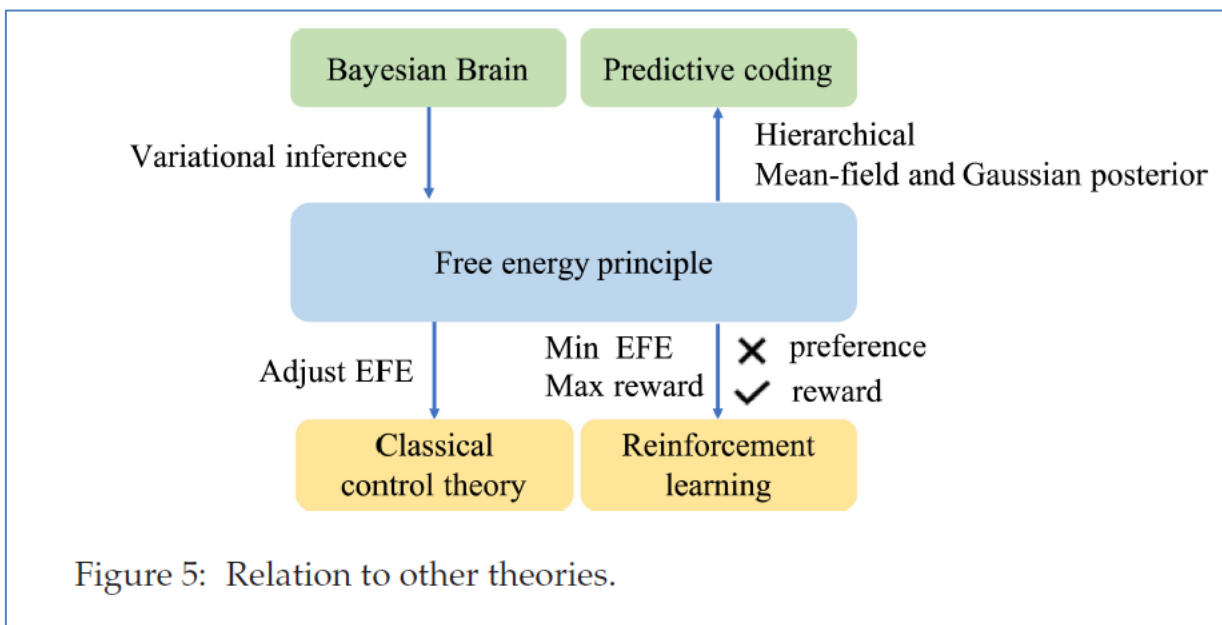 Bayesian Brain
Predictive coding
Variational inference
Hierarchical
Mean-field and Gaussian posterior
Free energy principle
Adjust EFE
Min EFE
Max reward
preference
reward
Classical
control theory
Reinforcement
learning
Figure 5: Relation to other theories.